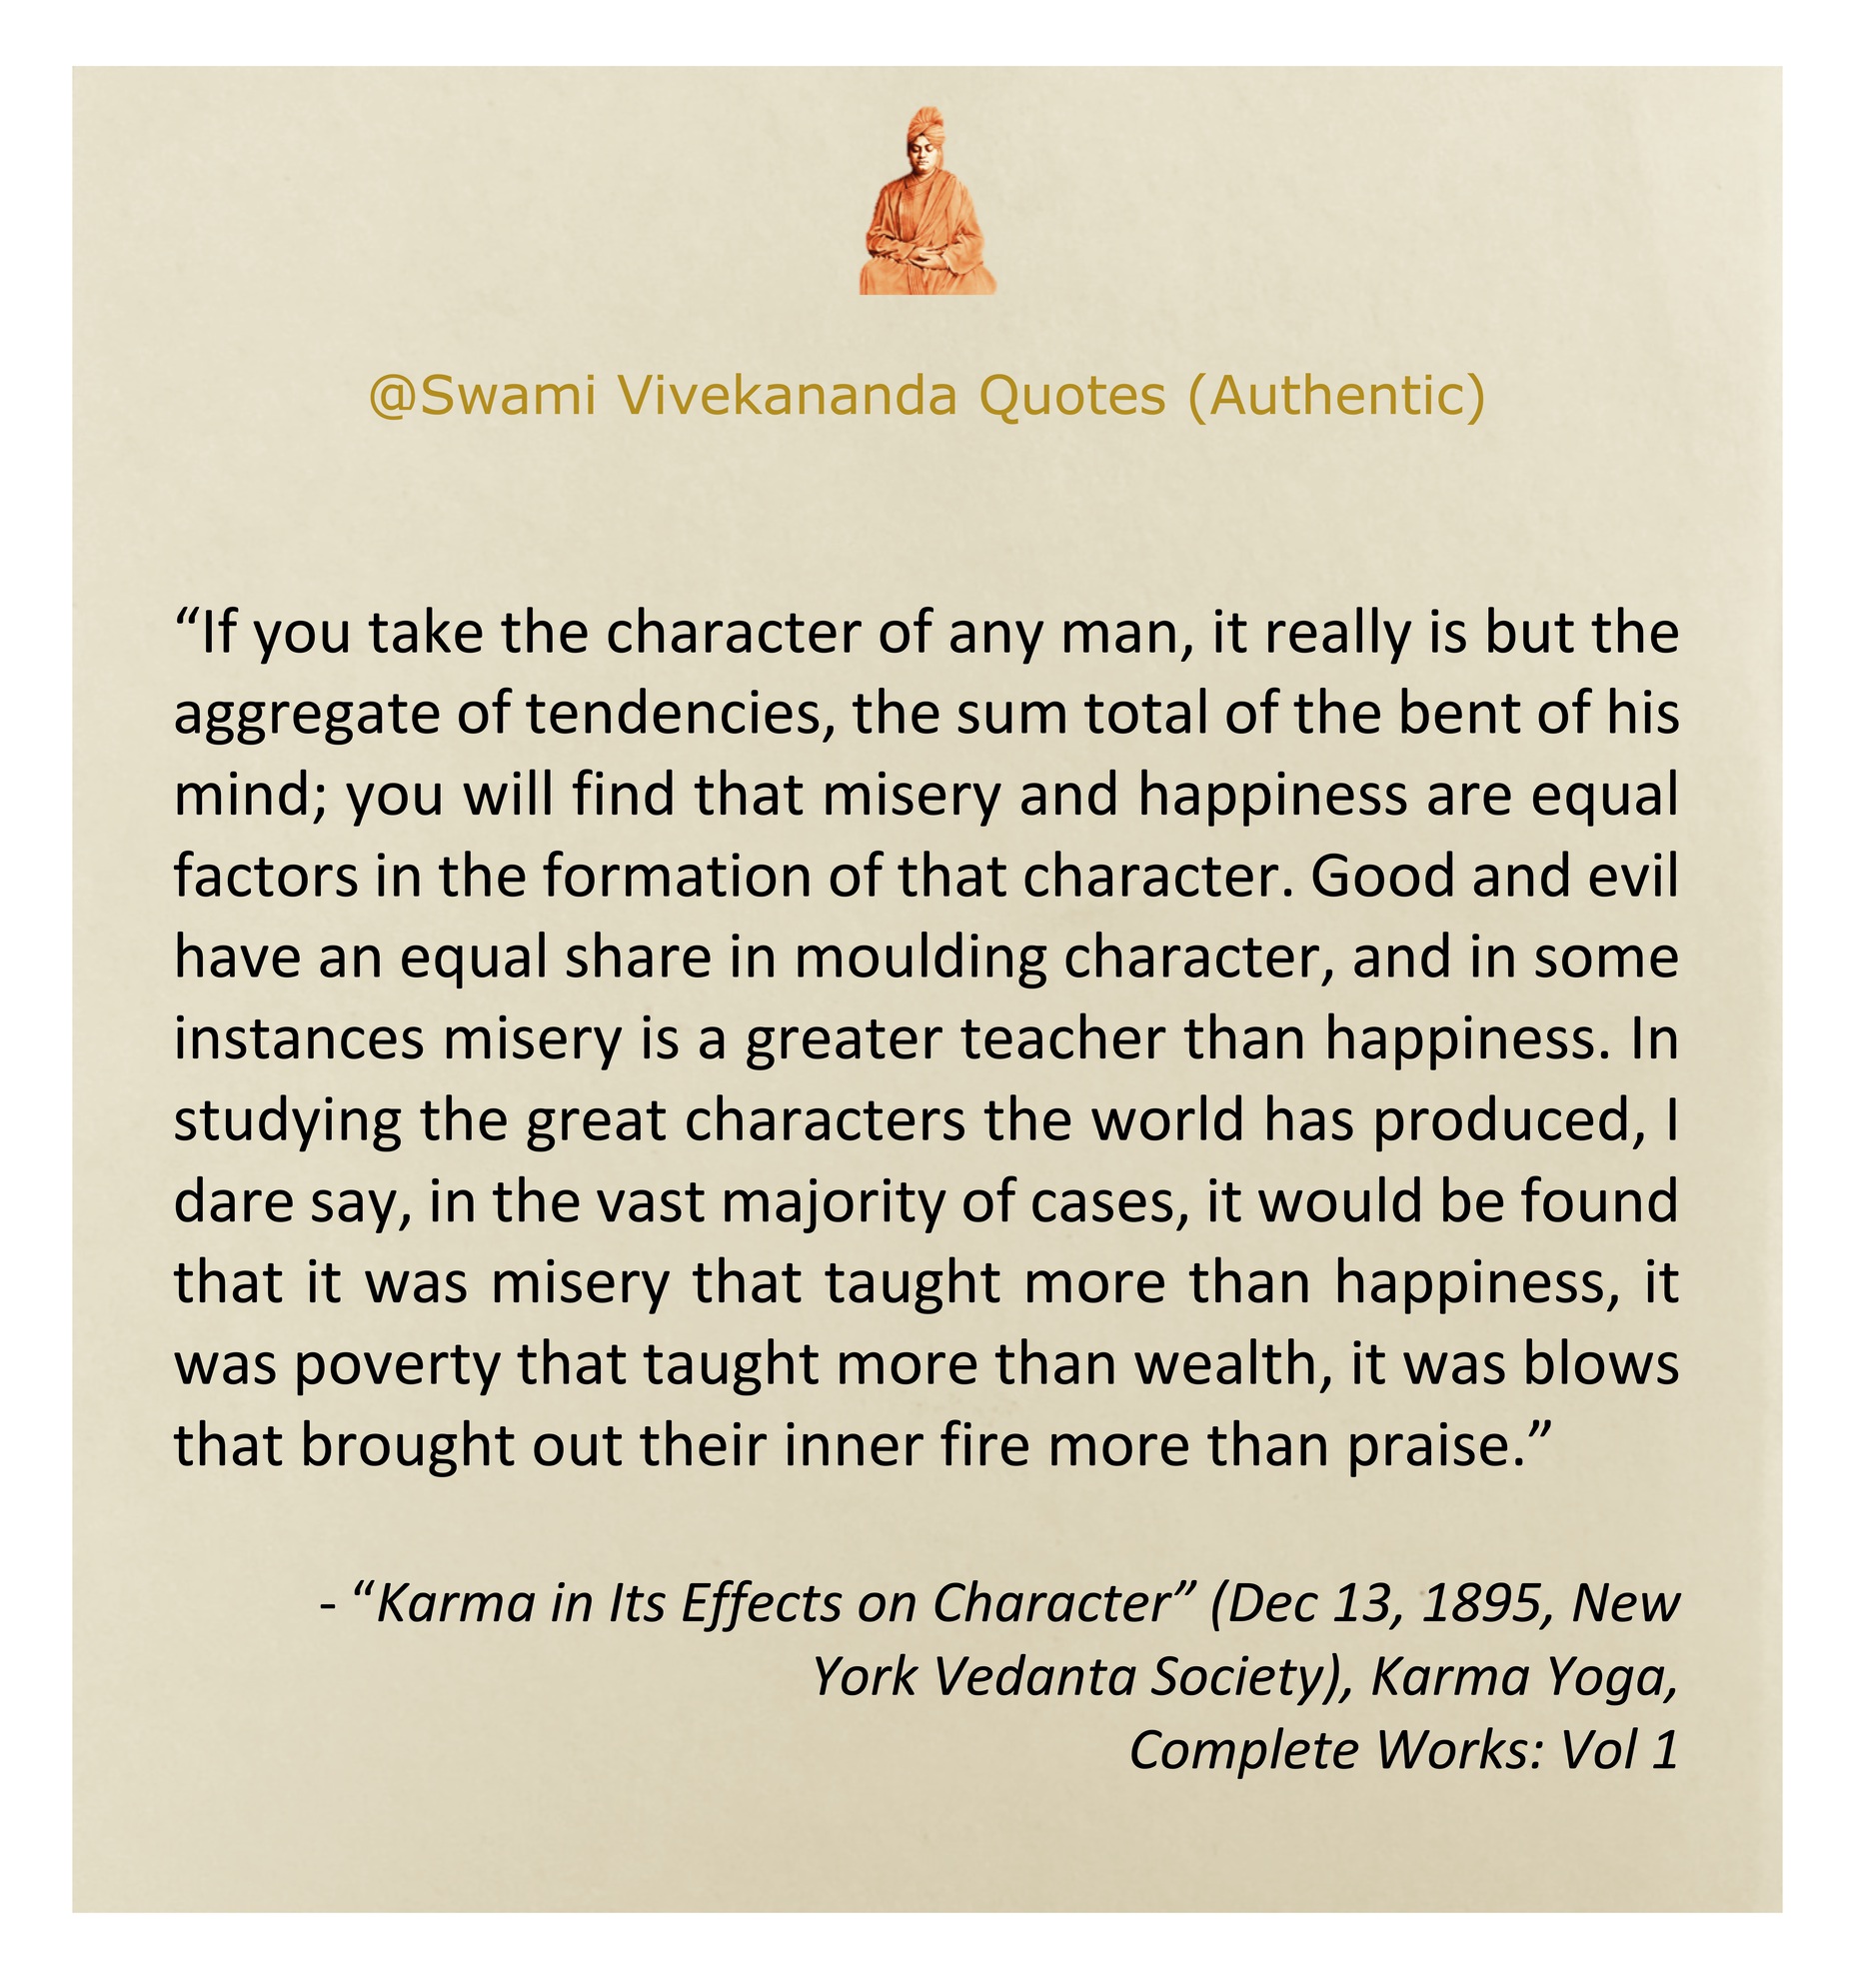 @Swami Vivekananda Quotes (Authentic)
“If you take the character of any man, it really is but the
aggregate of tendencies, the sum total of the bent of his
mind; you will find that misery and happiness are equal
factors in the formation of that character. Good and evil
have an equal share in moulding character, and in some
instances misery is a greater teacher than happiness. In
studying the great characters the world has produced, I
dare say, in the vast majority of cases, it would be found
that it was misery that taught more than happiness, it
was poverty that taught more than wealth, it was blows
that brought out their inner fire more than praise.”
- “Karma in Its Effects on Character” (Dec 13, 1895, New
York Vedanta Society), Karma Yoga,
Complete Works: Vol 1